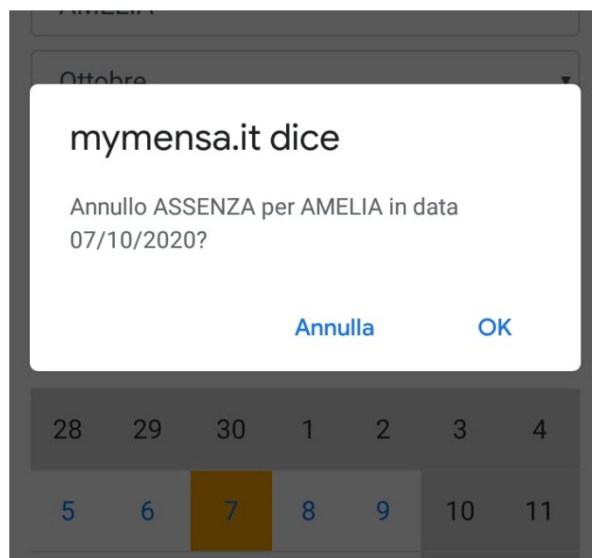 AMELIA
Ottobre
mymensa.it dice
Annullo ASSENZA per AMELIA in data
07/10/2020?
Annulla OK
28 29 30 1 2 3 4
5 6 7 8 9 10 11